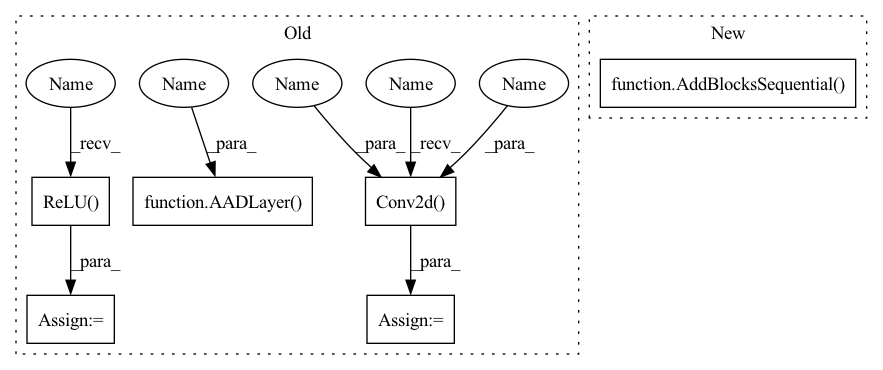 Old
New
Name
Name
Name
Name
Name
function.AddBlocksSequential()
_recv_
_para_
_para_
_recv_
_para_
ReLU()
function.AADLayer()
Conv2d()
_para_
_para_
Assign:=
Assign:=